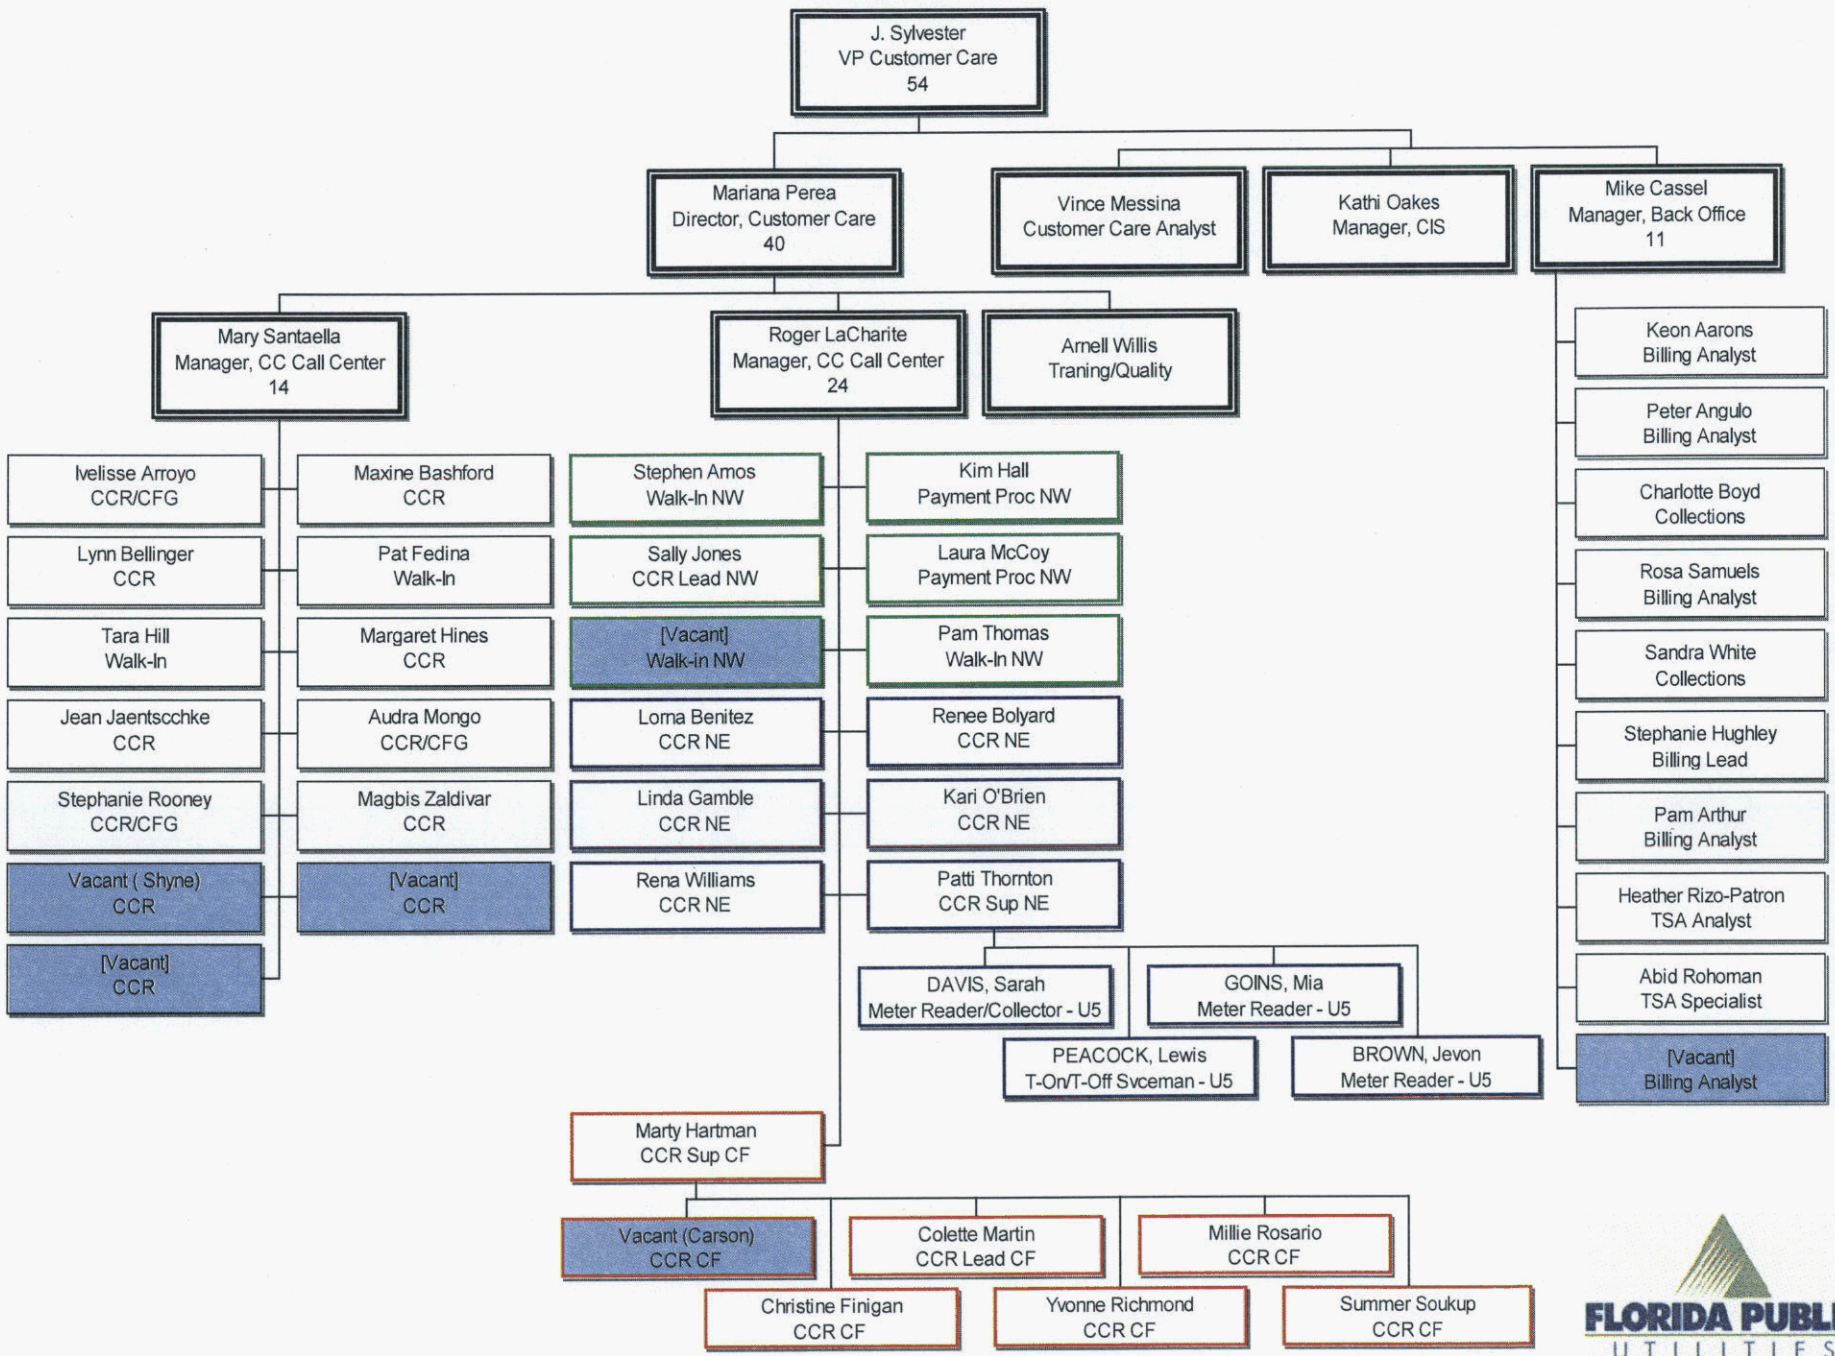 J. Sylvester
VP Customer Care
54
Mariana Perea
Director, Customer Care
40
Vince Messina
Customer Care Analyst
Kathi Oakes
Manager, CIS
Mike Cassel
Manager, Back Office
11
Mary Santaella
Manager, CC Call Center
14
Roger LaCharite
Manager, CC Call Center
24
Arnell Willis
Traning/Quality
Ivelisse Arroyo
CCR/CFG
Maxine Bashford
CCR
Lynn Bellinger
CCR
Pat Fedina
Walk-In
Tara Hill
Walk-In
Margaret Hines
CCR
Jean Jaentscchke
CCR
Audra Mongo
CCR/CFG
Stephanie Rooney
CCR/CFG
Magbis Zaldivar
CCR
Vacant ( Shyne)
CCR
[Vacant]
CCR
[Vacant]
CCR
Stephen Amos
Walk-In NW
Kim Hall
Payment Proc NW
Sally Jones
CCR Lead NW
Laura McCoy
Payment Proc NW
[Vacant]
Walk-in NW
Pam Thomas
Walk-In NW
Lorna Benitez
CCR NE
Renee Bolyard
CCR NE
Linda Gamble
CCR NE
Kari O'Brien
CCR NE
Rena Williams
CCR NE
Patti Thornton
CCR Sup NE
DAVIS, Sarah
Meter Reader/Collector - U5
GOINS, Mia
Meter Reader - U5
PEACOCK, Lewis
T-On/T-Off Svceman - U5
BROWN, Jevon
Meter Reader - U5
Marty Hartman
CCR Sup CF
Vacant (Carson)
CCR CF
Colette Martin
CCR Lead CF
Millie Rosario
CCR CF
Christine Finigan
CCR CF
Yvonne Richmond
CCR CF
Summer Soukup
CCR CF
Keon Aarons
Billing Analyst
Peter Angulo
Billing Analyst
Charlotte Boyd
Collections
Rosa Samuels
Billing Analyst
Sandra White
Collections
Stephanie Hughley
Billing Lead
Pam Arthur
Billing Analyst
Heather Rizo-Patron
TSA Analyst
Abid Rohoman
TSA Specialist
[Vacant]
Billing Analyst
FLORIDA PUBLI
UTILITIES